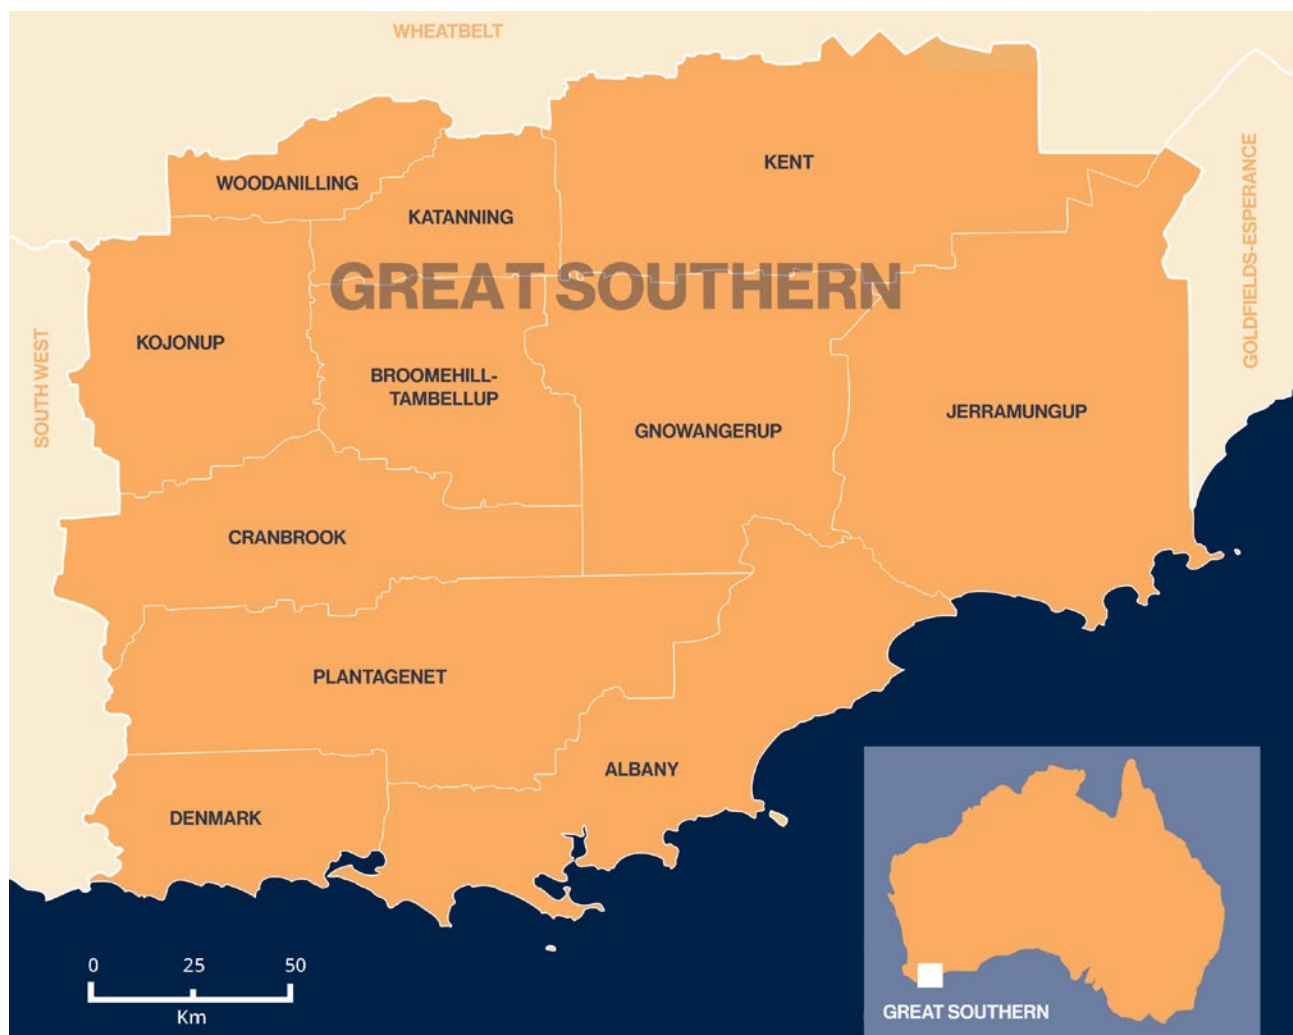 WHEATBELT
KENT
WOODANILLING
KATANNING
GOLDFIELDS-ESPERANCE
GREAT SOUTHERN
KOJONUP
SOUTH WEST
BROOMEHILL-
TAMBELLUP
JERRAMUNGUP
GNOWANGERUP
CRANBROOK
PLANTAGENET
ALBANY
DENMARK
0 25 50
Km
GREAT SOUTHERN